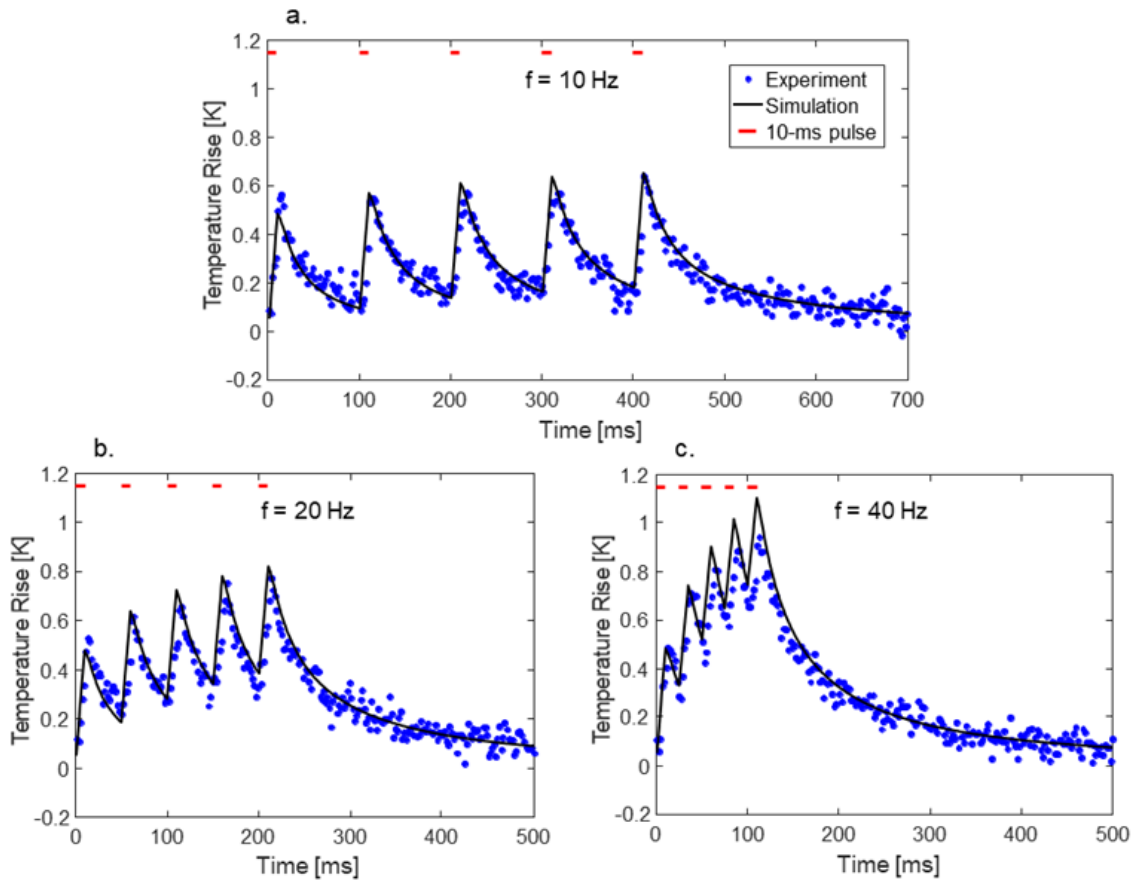 a.
1.2
1
0.8
0.6
0.4
0.2
0
-0.2
Temperature Rise [K]
f = 10 Hz
Experiment
Simulation
10-ms pulse
0 100 200 300 400 500 600 700
Time [ms]
b.
1.2
1
0.8
0.6
0.4
0.2
0
-0.2
Temperature Rise [K]
f = 20 Hz
0 100 200 300 400 500
Time [ms]
c.
1.2
1
0.8
0.6
0.4
0.2
0
-0.2
Temperature Rise [K]
f = 40 Hz
0 100 200 300 400 500
Time [ms]